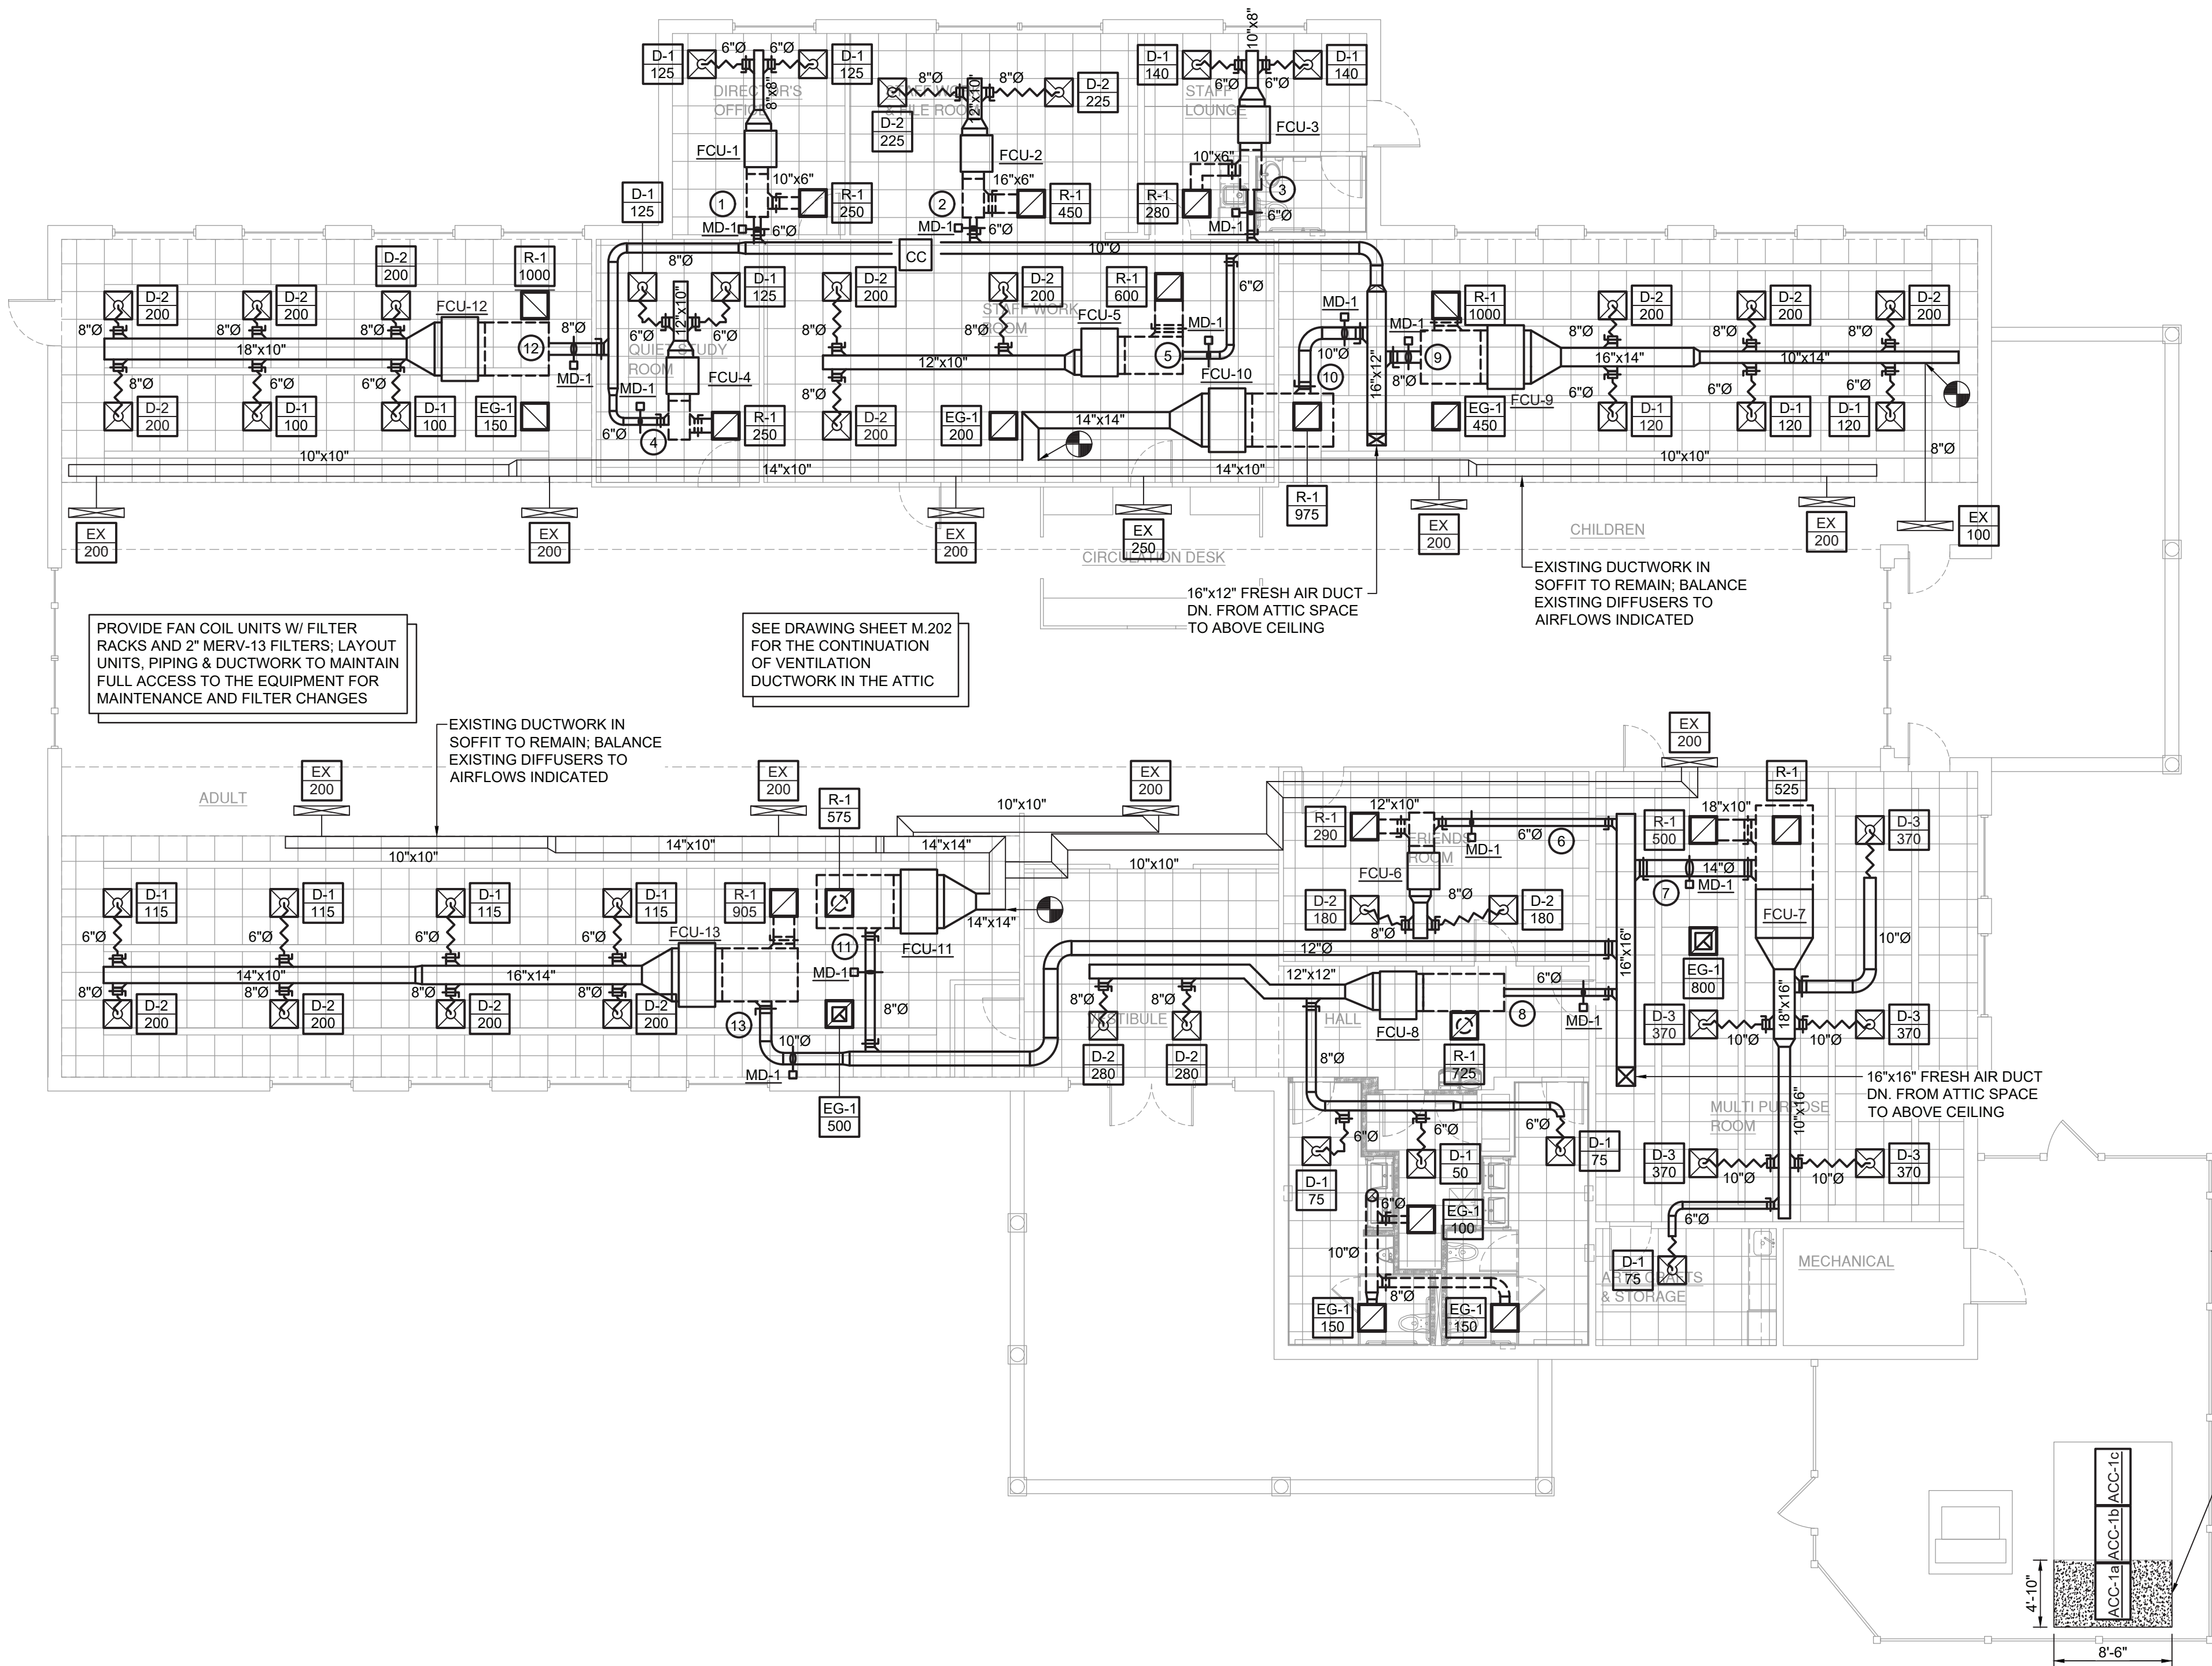 10"x8"
D-1
125
6"Ø
6"Ø
D-1
125
D-1
140
6"Ø
6"Ø
D-1
140
DIRECTOR'S
OFFICE
8"x8"
8"Ø
8"Ø
12"x10"
D-2
225
D-2
225
& FILE ROOM
STAFF
LOUNGE
FCU-1
FCU-2
FCU-3
10"x6"
16"x6"
10"x6"
1
2
3
R-1
250
R-1
450
R-1
280
D-1
125
MD-1
6"Ø
MD-1
6"Ø
MD-1
6"Ø
CC
10"Ø
8"Ø
D-2
200
D-2
200
D-2
200
R-1
1000
FCU-12
8"Ø
8"Ø
8"Ø
18"x10"
12
8"Ø
MD-1
8"Ø
6"Ø
6"Ø
D-2
200
D-1
100
D-1
100
EG-1
150
D-1
125
12"x10"
6"Ø
6"Ø
QUIET STUDY
ROOM
MD-1
FCU-4
6"Ø
4
R-1
250
D-2
200
D-2
200
R-1
600
STAFF WORK
ROOM
FCU-5
8"Ø
8"Ø
12"x10"
5
MD-1
6"Ø
8"Ø
D-2
200
EG-1
200
FCU-10
14"x14"
10
10"Ø
MD-1
16"x12"
MD-1
8"Ø
9
R-1
1000
EG-1
450
FCU-9
D-2
200
D-2
200
D-2
200
8"Ø
8"Ø
8"Ø
16"x14"
10"x14"
6"Ø
6"Ø
6"Ø
D-1
120
D-1
120
D-1
120
8"Ø
10"x10"
14"x10"
14"x10"
10"x10"
R-1
975
EX
200
EX
200
EX
200
EX
250
EX
200
EX
200
EX
100
CIRCULATION DESK
CHILDREN
16"x12" FRESH AIR DUCT
DN. FROM ATTIC SPACE
TO ABOVE CEILING
EXISTING DUCTWORK IN
SOFFIT TO REMAIN; BALANCE
EXISTING DIFFUSERS TO
AIRFLOWS INDICATED
PROVIDE FAN COIL UNITS W/ FILTER
RACKS AND 2" MERV-13 FILTERS; LAYOUT
UNITS, PIPING & DUCTWORK TO MAINTAIN
FULL ACCESS TO THE EQUIPMENT FOR
MAINTENANCE AND FILTER CHANGES
SEE DRAWING SHEET M.202
FOR THE CONTINUATION
OF VENTILATION
DUCTWORK IN THE ATTIC
EXISTING DUCTWORK IN
SOFFIT TO REMAIN; BALANCE
EXISTING DIFFUSERS TO
AIRFLOWS INDICATED
ADULT
EX
200
EX
200
EX
200
EX
200
R-1
575
10"x10"
10"x10"
14"x10"
14"x14"
10"x10"
D-1
115
D-1
115
D-1
115
D-1
115
R-1
905
FCU-13
6"Ø
6"Ø
6"Ø
6"Ø
14"x10"
16"x14"
8"Ø
8"Ø
8"Ø
8"Ø
D-2
200
D-2
200
D-2
200
D-2
200
11
FCU-11
14"x14"
MD-1
8"Ø
13
10"Ø
MD-1
EG-1
500
R-1
290
12"x10"
FRIENDS
ROOM
MD-1
6"Ø
6
FCU-6
D-2
180
8"Ø
8"Ø
D-2
180
12"Ø
16"x16"
12"x12"
8"Ø
8"Ø
VESTIBULE
D-2
280
D-2
280
HALL
FCU-8
6"Ø
8
MD-1
R-1
725
8"Ø
R-1
525
R-1
500
18"x10"
14"Ø
7
MD-1
FCU-7
D-3
370
10"Ø
EG-1
800
18"x16"
D-3
370
10"Ø
10"Ø
D-3
370
16"x16" FRESH AIR DUCT
DN. FROM ATTIC SPACE
TO ABOVE CEILING
MULTI PURPOSE
ROOM
10"x16"
D-3
370
10"Ø
10"Ø
D-3
370
6"Ø
6"Ø
6"Ø
D-1
75
D-1
50
D-1
75
6"Ø
EG-1
100
10"Ø
8"Ø
EG-1
150
EG-1
150
6"Ø
D-1
75
ARTS CRAFTS
& STORAGE
MECHANICAL
ACC-1c
ACC-1b
ACC-1a
4'-10"
8'-6"